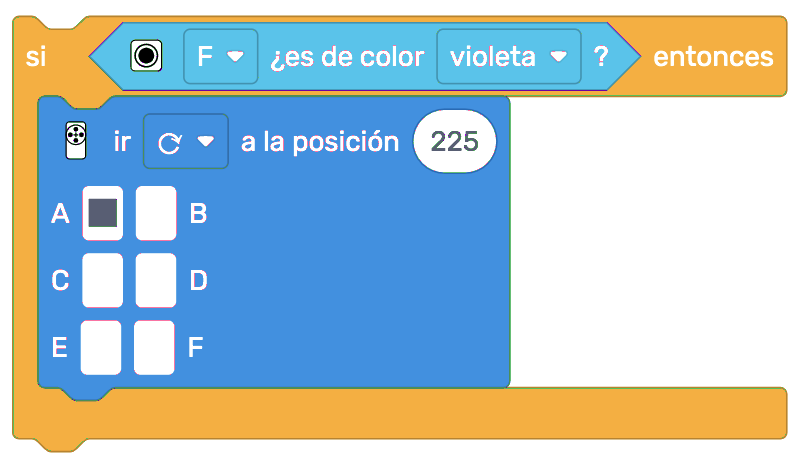 si F ¿es de color violeta ? entonces
ir a la posición 225
A B
C D
E F